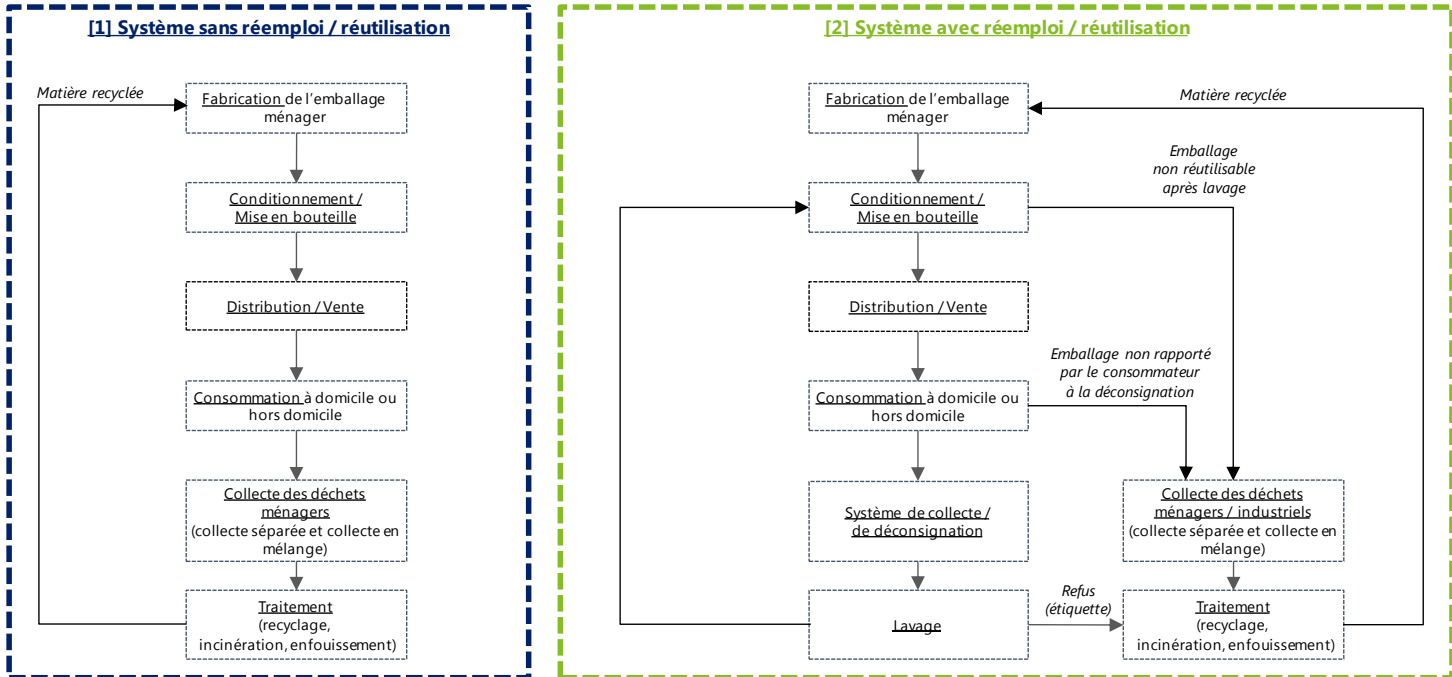 [1] Système sans réemploi / réutilisation
Matière recyclée
Fabrication de l'emballage
ménager
Conditionnement /
Mise en bouteille
Distribution / Vente
Consommation à domicile ou
hors domicile
Collecte des déchets
ménagers
(collecte séparée et collecte en
mélange)
Traitement
(recyclage,
incinération, enfouissement)
[2] Système avec réemploi / réutilisation
Fabrication de l'emballage
ménager
Matière recyclée
Emballage
non réutilisable
après lavage
Conditionnement /
Mise en bouteille
Distribution / Vente
Emballage non rapporté
par le consommateur
à la déconsignation
Consommation à domicile ou
hors domicile
Système de collecte /
de déconsignation
Collecte des déchets
ménagers / industriels
(collecte séparée et collecte en
mélange)
Lavage
Refus
(étiquette)
Traitement
(recyclage,
incinération, enfouissement)